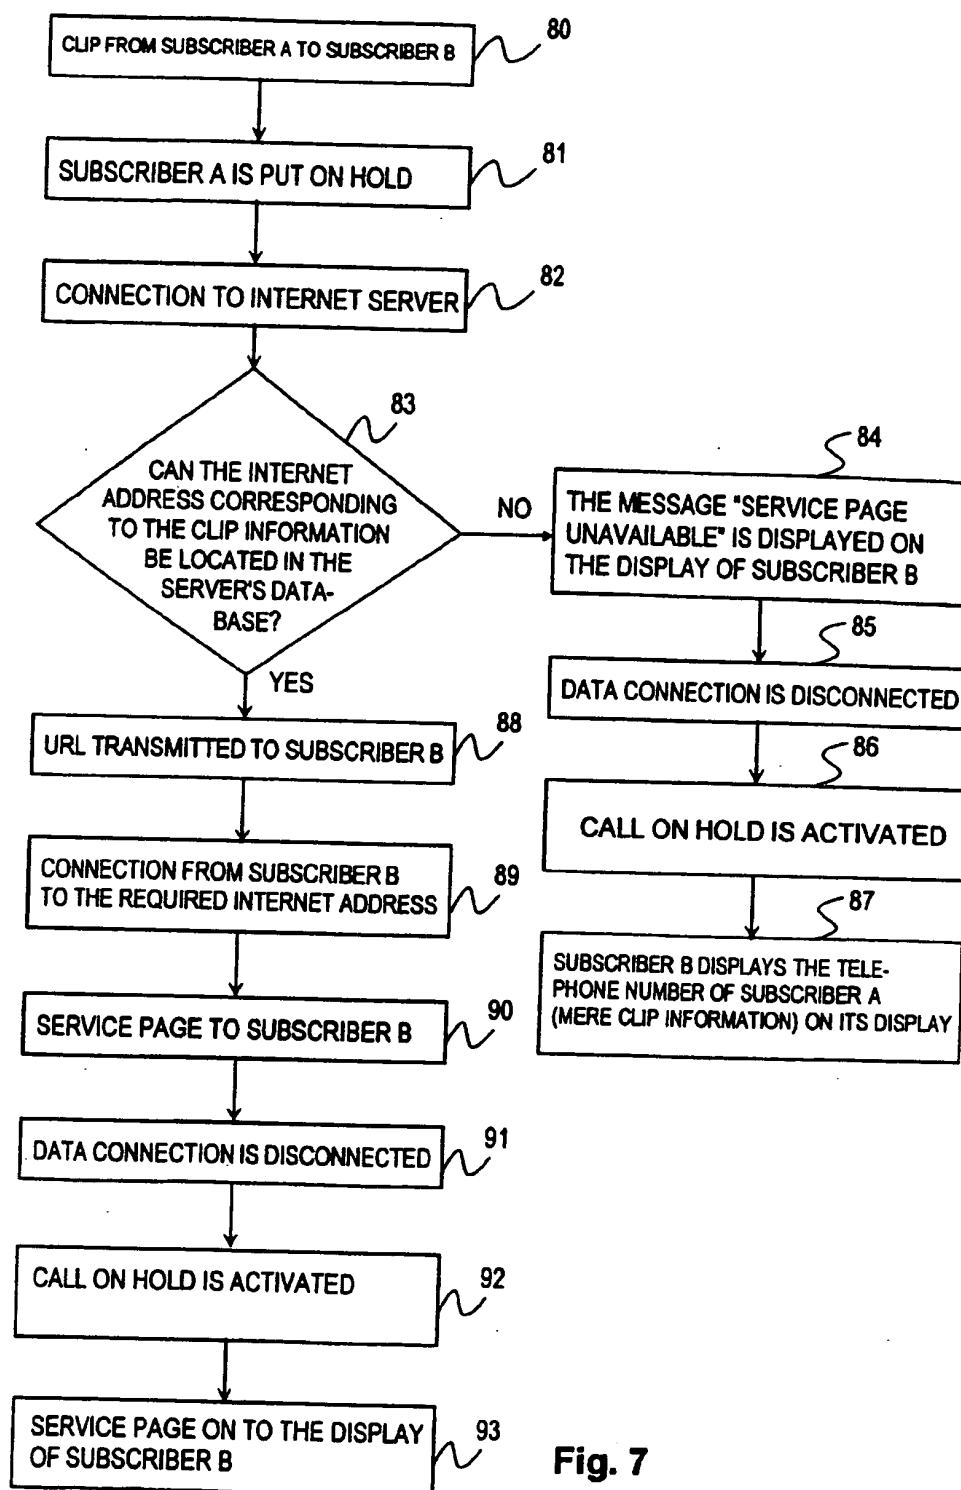 CLIP FROM SUBSCRIBER A TO SUBSCRIBER B
80
SUBSCRIBER A IS PUT ON HOLD
81
CONNECTION TO INTERNET SERVER
82
83
CAN THE INTERNET
ADDRESS CORRESPONDING
TO THE CLIP INFORMATION
BE LOCATED IN THE
SERVER'S DATA-
BASE?
NO
YES
84
THE MESSAGE "SERVICE PAGE
UNAVAILABLE" IS DISPLAYED ON
THE DISPLAY OF SUBSCRIBER B
85
DATA CONNECTION IS DISCONNECTED
86
CALL ON HOLD IS ACTIVATED
87
SUBSCRIBER B DISPLAYS THE TELE-
PHONE NUMBER OF SUBSCRIBER A
(MERE CLIP INFORMATION) ON ITS DISPLAY
URL TRANSMITTED TO SUBSCRIBER B
88
CONNECTION FROM SUBSCRIBER B
TO THE REQUIRED INTERNET ADDRESS
89
SERVICE PAGE TO SUBSCRIBER B
90
DATA CONNECTION IS DISCONNECTED
91
CALL ON HOLD IS ACTIVATED
92
SERVICE PAGE ON TO THE DISPLAY
OF SUBSCRIBER B
93
Fig. 7